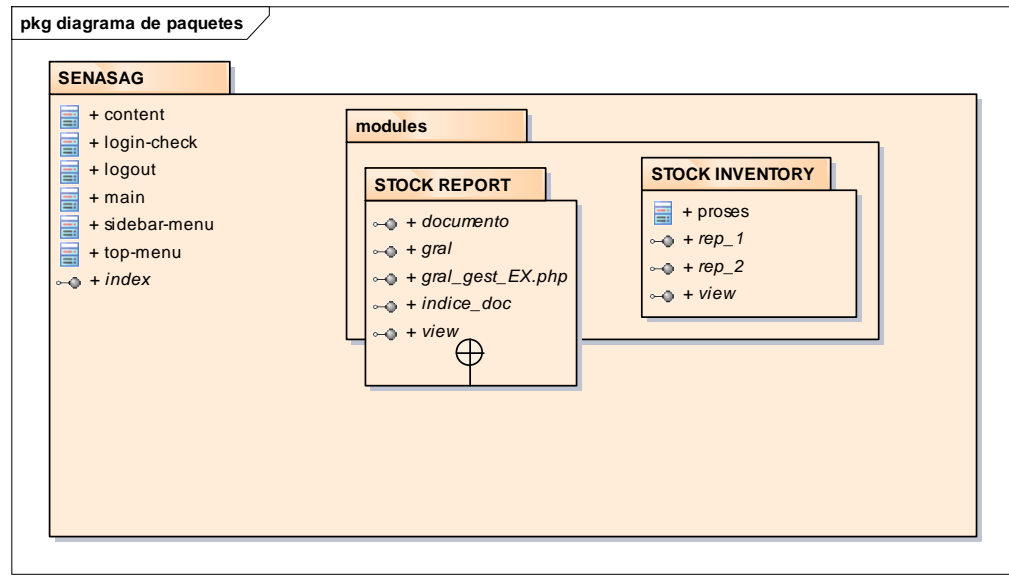 pkg diagrama de paquetes
SENASAG
+ content
+ login-check
+ logout
+ main
+ sidebar-menu
+ top-menu
+ index
modules
STOCK REPORT
+ documento
+ gral
+ gral_gest_EX.php
+ indice_doc
+ view
STOCK INVENTORY
+ proses
+ rep_1
+ rep_2
+ view